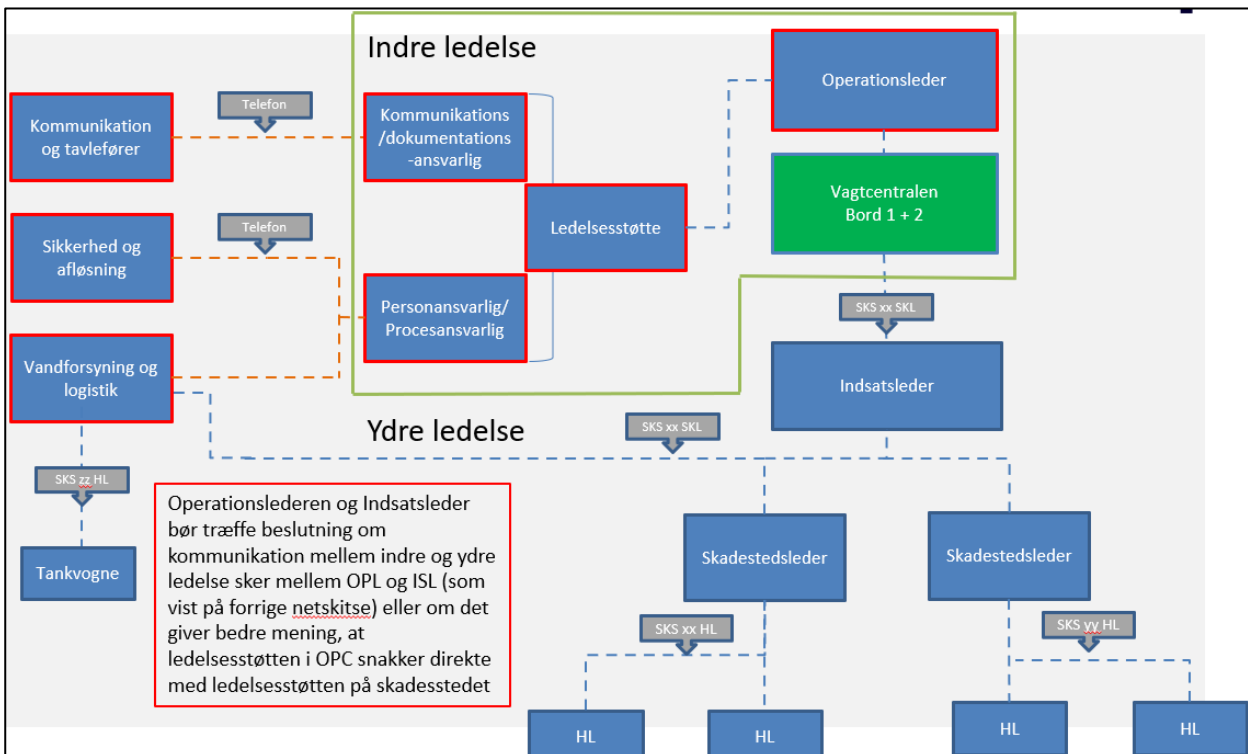 Indre ledelse
Operationsleder
Telefon
Kommunikation
og tavlefører
Kommunikations
/dokumentations
-ansvarlig
Vagtcentralen
Bord 1 + 2
Ledelsesstøtte
Telefon
Sikkerhed og
afløsning
Personansvarlig/
Procesansvarlig
SKS xx SKL
Vandforsyning og
logistik
Indsatsleder
Ydre ledelse
SKS xx SKL
SKS zz HL
Operationslederen og Indsatsleder
bør træffe beslutning om
kommunikation mellem indre og ydre
ledelse sker mellem OPL og ISL (som
vist på forrige netskitse) eller om det
giver bedre mening, at
ledelsesstøtten i OPC snakker direkte
med ledelsesstøtten på skadesstedet
Tankvogne
Skadestedsleder
Skadestedsleder
SKS xx HL
SKS yy HL
HL
HL
HL
HL